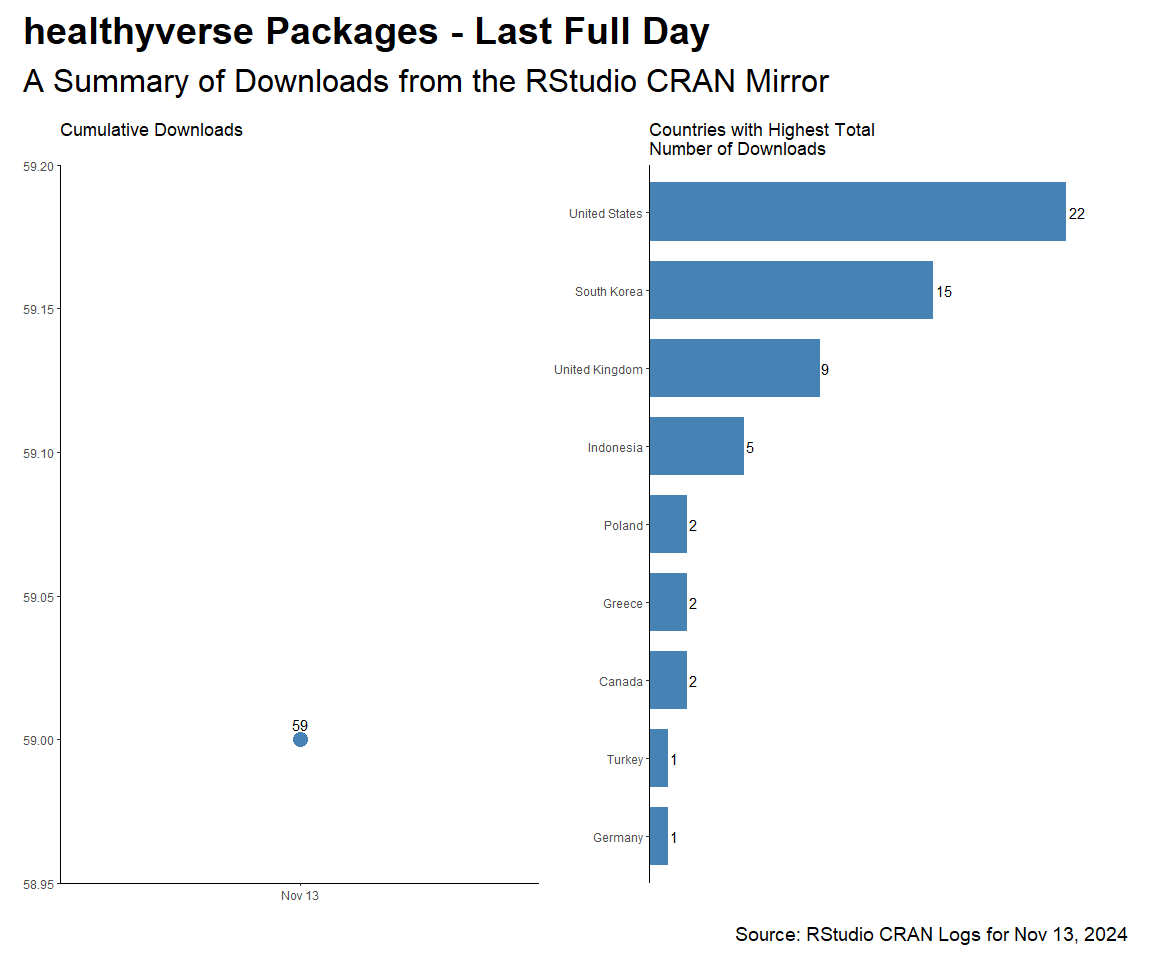 healthyverse Packages - Last Full Day
A Summary of Downloads from the RStudio CRAN Mirror
Cumulative Downloads
59.20
59.15
59.10
59.05
59.00
58.95
59
Nov 13
Countries with Highest Total
Number of Downloads
United States 22
South Korea 15
United Kingdom 9
Indonesia 5
Poland 2
Greece 2
Canada 2
Turkey 1
Germany 1
Source: RStudio CRAN Logs for Nov 13, 2024